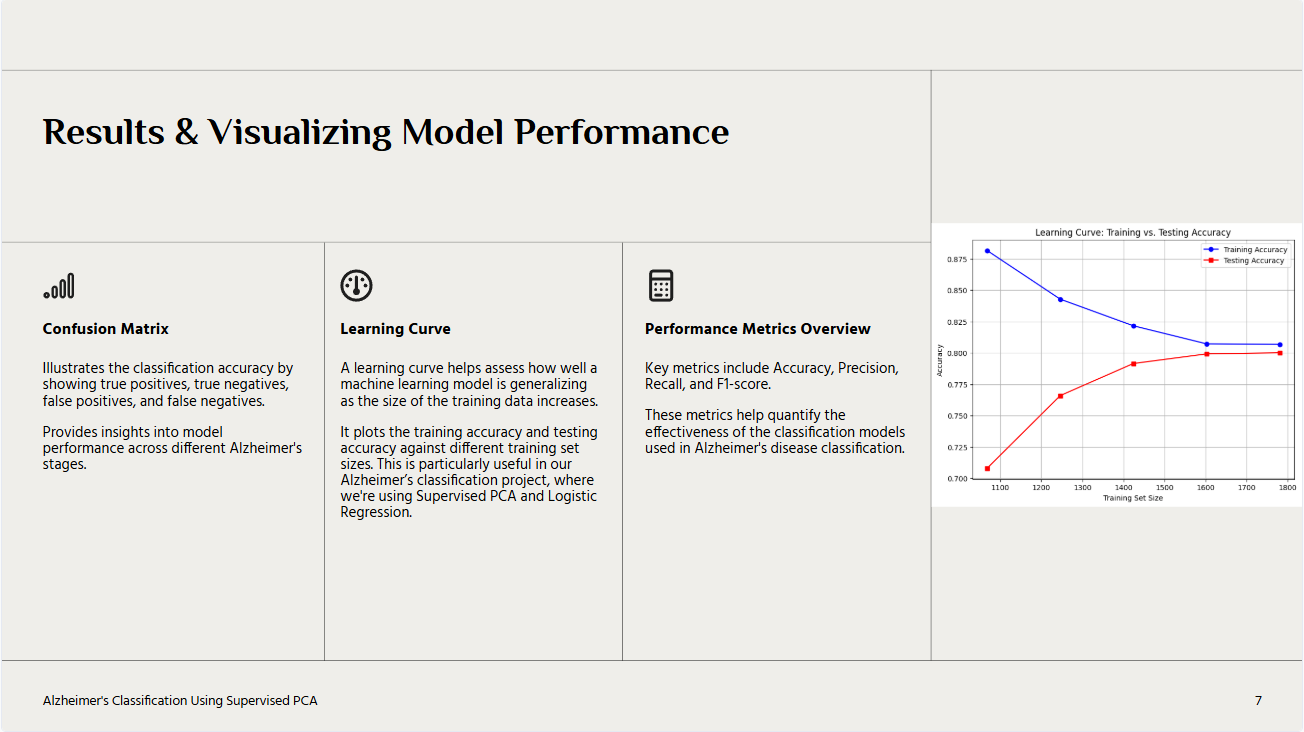 Results & Visualizing Model Performance
Confusion Matrix
Illustrates the classification accuracy by
showing true positives, true negatives,
false positives, and false negatives.
Provides insights into model
performance across different Alzheimer's
stages.
Learning Curve
A learning curve helps assess how well a
machine learning model is generalizing
as the size of the training data increases.
It plots the training accuracy and testing
accuracy against different training set
sizes. This is particularly useful in our
Alzheimer’s classification project, where
we're using Supervised PCA and Logistic
Regression.
Performance Metrics Overview
Key metrics include Accuracy, Precision,
Recall, and F1-score.
These metrics help quantify the
effectiveness of the classification models
used in Alzheimer's disease classification.
Learning Curve: Training vs. Testing Accuracy
Training Accuracy
Testing Accuracy
Accuracy
0.875
0.850
0.825
0.800
0.775
0.750
0.725
0.700
1100 1200 1300 1400 1500 1600 1700 1800
Training Set Size
Alzheimer's Classification Using Supervised PCA
7